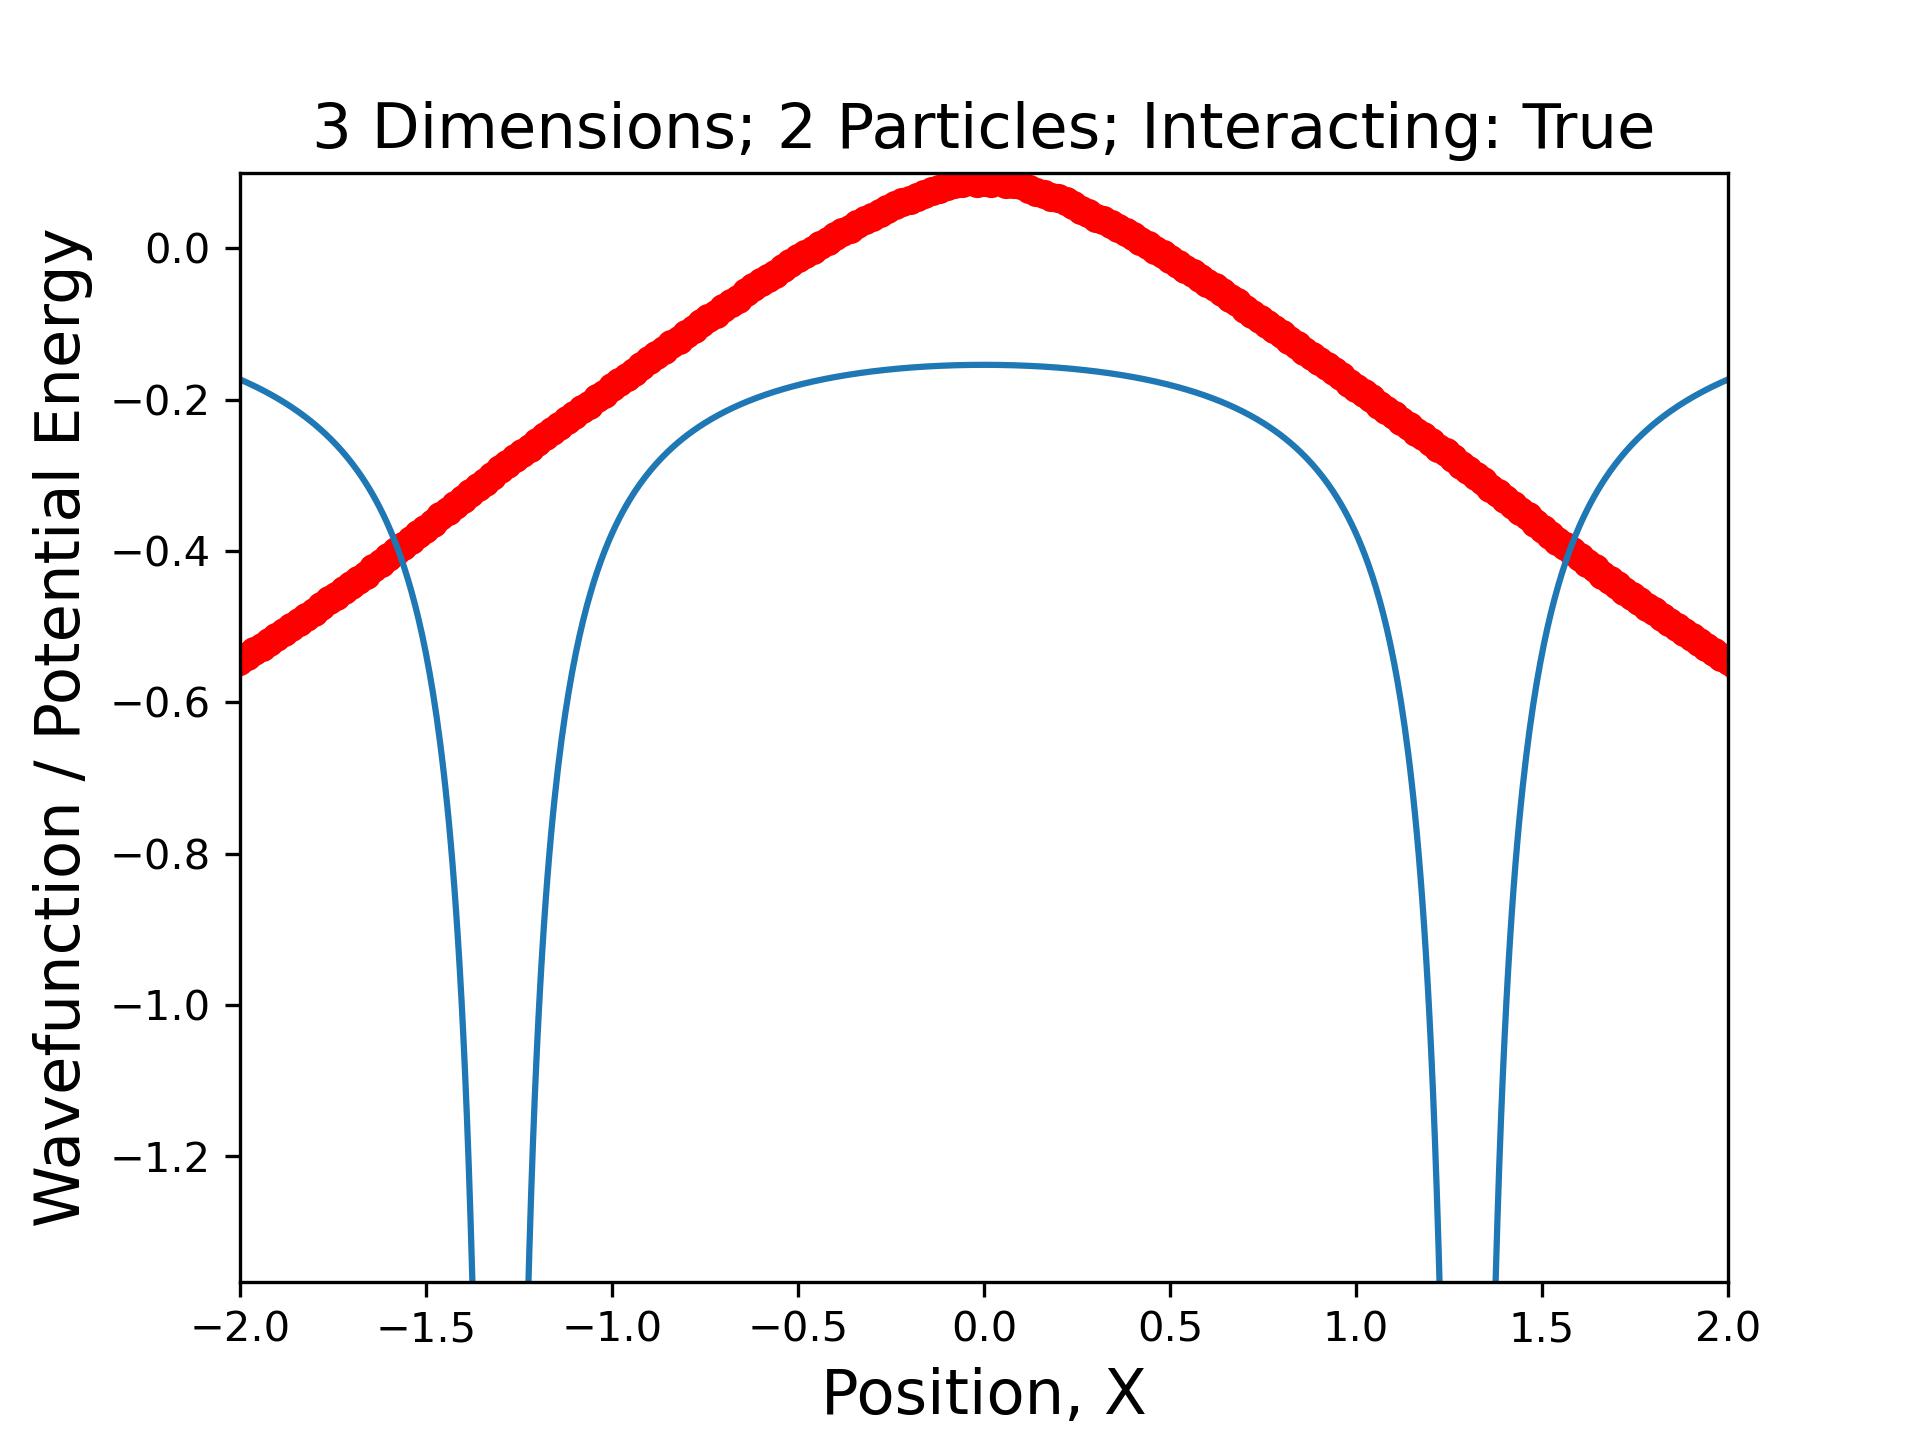 3 Dimensions; 2 Particles; Interacting: True
Wavefunction / Potential Energy
0.0
−0.2
−0.4
−0.6
−0.8
−1.0
−1.2
−2.0 −1.5 −1.0 −0.5 0.0 0.5 1.0 1.5 2.0
Position, X